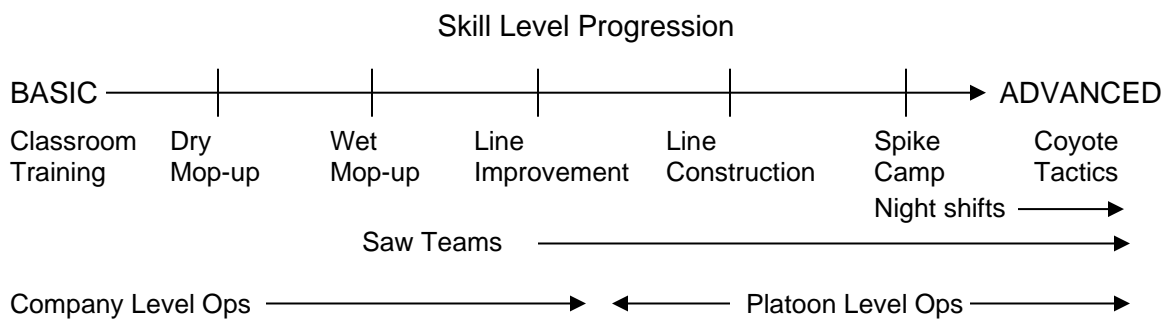 Skill Level Progression
BASIC ADVANCED
Classroom Dry Wet Line Line Spike Coyote
Training Mop-up Mop-up Improvement Construction Camp Tactics
Night shifts
Saw Teams
Company Level Ops Platoon Level Ops